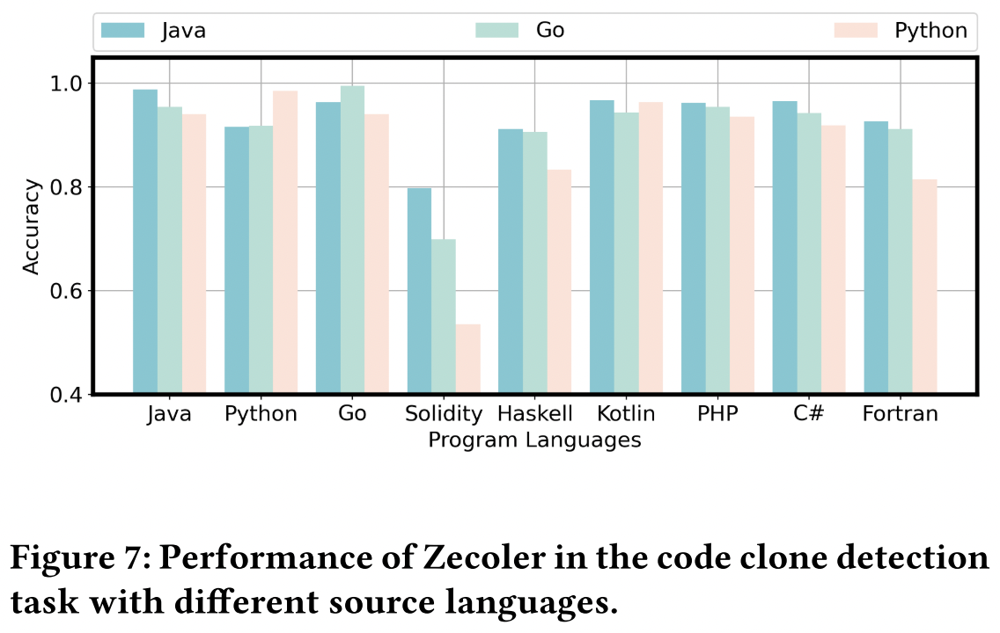 Java Go Python
1.0
0.8
0.6
0.4
Accuracy
Java Python Go Solidity Haskell Kotlin PHP C# Fortran
Program Languages
Figure 7: Performance of Zecoler in the code clone detection
task with different source languages.